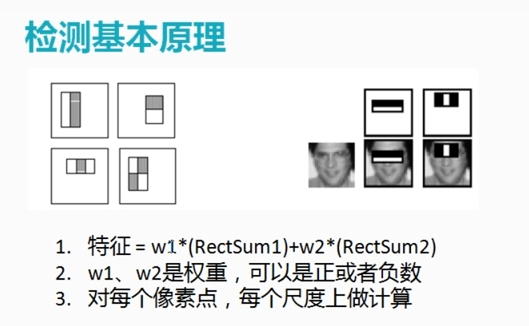 检测基本原理
1. 特征 = w1*(RectSum1)+w2*(RectSum2)
2. w1、w2是权重，可以是正或者负数
3. 对每个像素点，每个尺度上做计算